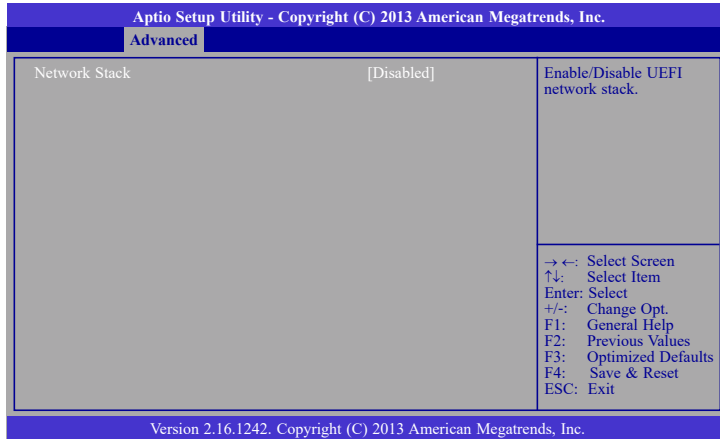 Aptio Setup Utility - Copyright (C) 2013 American Megatrends, Inc.
Advanced
Network Stack [Disabled]
Enable/Disable UEFI
network stack.
→ ←: Select Screen
↑↓: Select Item
Enter: Select
+/-: Change Opt.
F1: General Help
F2: Previous Values
F3: Optimized Defaults
F4: Save & Reset
ESC: Exit
Version 2.16.1242. Copyright (C) 2013 American Megatrends, Inc.